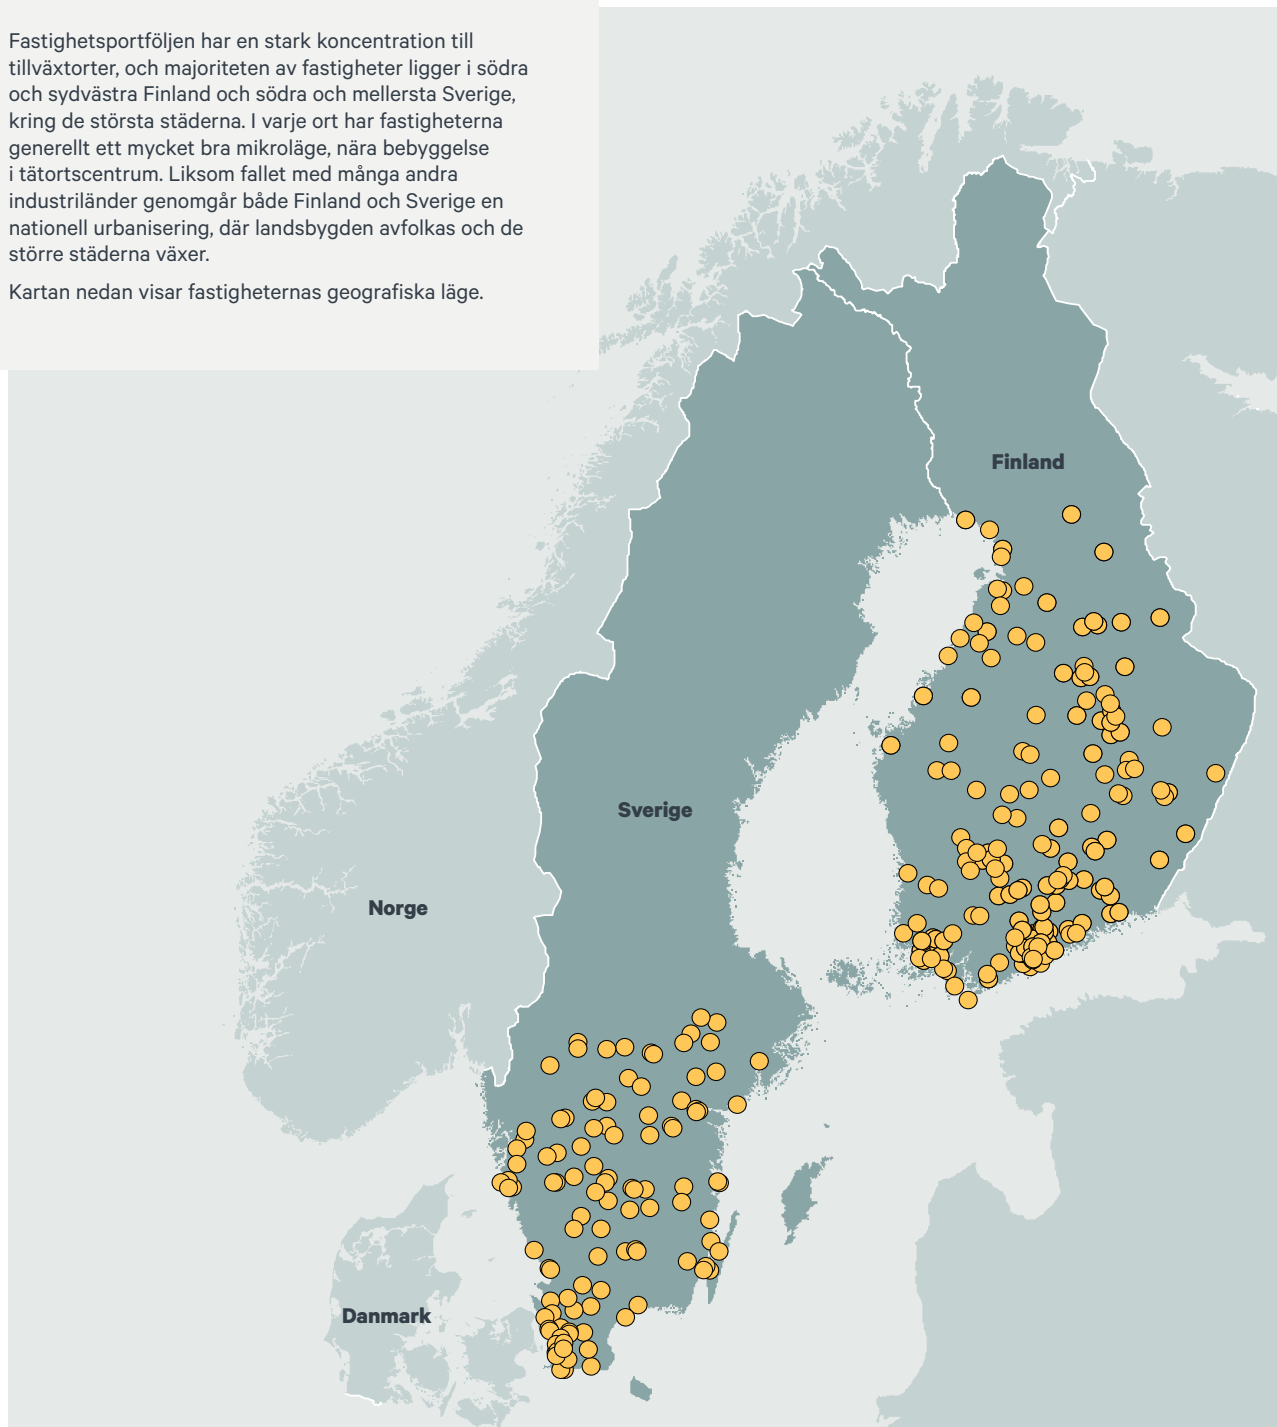 Fastighetsportföljen har en stark koncentration till
tillväxtorter, och majoriteten av fastigheter ligger i södra
och sydvästra Finland och södra och mellersta Sverige,
kring de största städerna. I varje ort har fastigheterna
generellt ett mycket bra mikroläge, nära bebyggelse
i tätortscentrum. Liksom fallet med många andra
industriländer genomgår både Finland och Sverige en
nationell urbanisering, där landsbygden avfolkas och de
större städerna växer.
Kartan nedan visar fastigheternas geografiska läge.
Finland
Sverige
Norge
Danmark